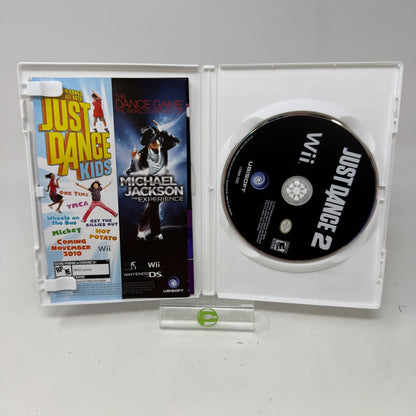 JUST
DANCE
KIDS
ONE TIME
YMCA
Wheels on
the Bus
Mickey
GET THE
SILLIES OUT
HOT
POTATO
COMING
NOVEMBER
2010
Wii
THE
DANCE GAME
MICHAEL
JACKSON
THE EXPERIENCE
Wii
NINTENDO DS
UBISOFT
Wii
JUST DANCE 2
UBISOFT